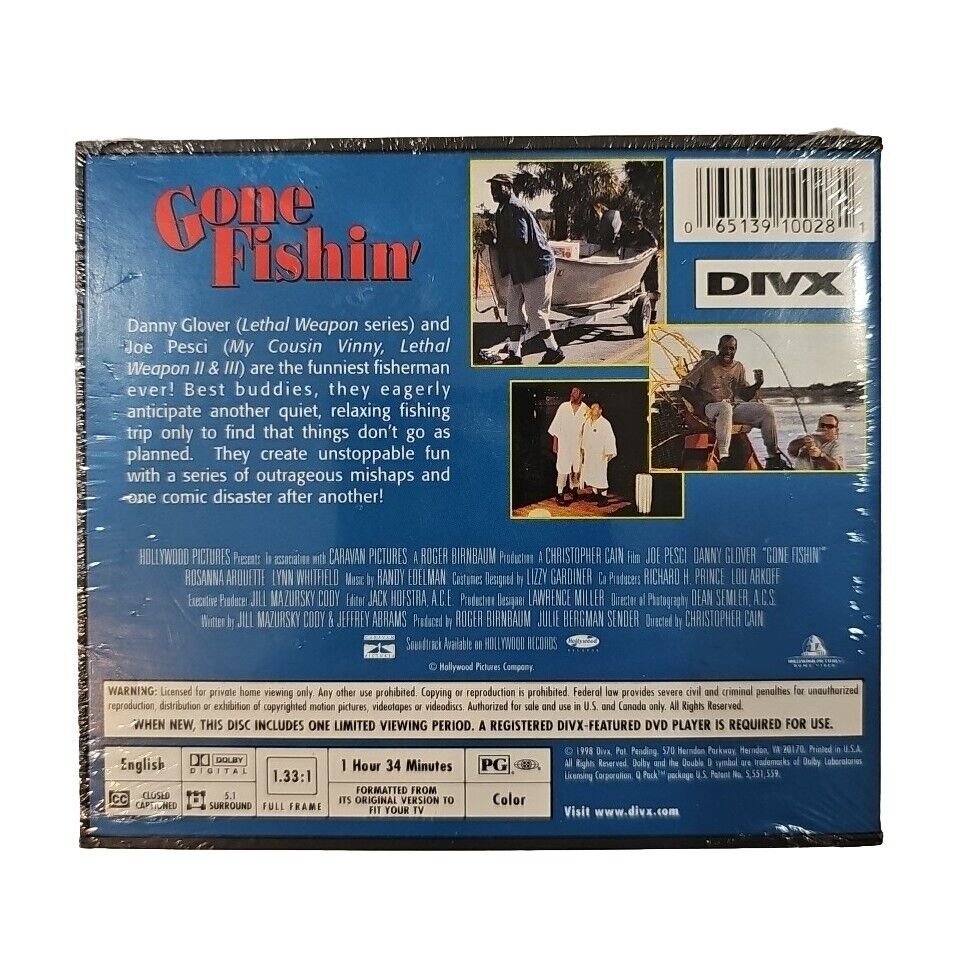 Gone
Fishin'
0 65139 10028 1
DIVX
Danny Glover (Lethal Weapon series) and
Joe Pesci (My Cousin Vinny, Lethal
Weapon II & III) are the funniest fisherman
ever! Best buddies, they eagerly
anticipate another quiet, relaxing fishing
trip only to find that things don't go as
planned. They create unstoppable fun
with a series of outrageous mishaps and
one comic disaster after another!
HOLLYWOOD PICTURES Presents In association with CARAVAN PICTURES A ROGER BIRNBAUM Production A CHRISTOPHER CAIN Film JOE PESCI DANNY GLOVER "GONE FISHIN'"
ROSANNA ARQUETTE LYNN WHITFIELD Music by RANDY EDELMAN Costumes Designed by LIZZY GARDINER Co Producers RICHARD H. PRINCE LOU ARKOFF
Executive Producer JILL MAZURSKY CODY Editor JACK HOFSTRA, A.C.E. Production Designer LAWRENCE MILLER Director of Photography DEAN SEMLER, A.C.S.
Written by JILL MAZURSKY CODY & JEFFREY ABRAMS Produced by ROGER BIRNBAUM JULIE BERGMAN SENDER Directed by CHRISTOPHER CAIN
CARAVAN
PICTURES
Soundtrack Available on HOLLYWOOD RECORDS
Hollywood
RECORDS
HOLLYWOOD PICTURES
HOME VIDEO
© Hollywood Pictures Company.
WARNING: Licensed for private home viewing only. Any other use prohibited. Copying or reproduction is prohibited. Federal law provides severe civil and criminal penalties for unauthorized
reproduction, distribution or exhibition of copyrighted motion pictures, videotapes or videodiscs. Authorized for sale and use in U.S. and Canada only. All Rights Reserved.
WHEN NEW, THIS DISC INCLUDES ONE LIMITED VIEWING PERIOD. A REGISTERED DIVX-FEATURED DVD PLAYER IS REQUIRED FOR USE.
English
DOLBY
DIGITAL
CC CLOSED
CAPTIONED
5.1
SURROUND
1.33:1
FULL FRAME
1 Hour 34 Minutes
FORMATTED FROM
ITS ORIGINAL VERSION TO
FIT YOUR TV
PG
Color
© 1998 Divx, Pat. Pending. 570 Herndon Parkway, Herndon, VA 20170. Printed in U.S.A.
All Rights Reserved. Dolby and the Double D symbol are trademarks of Dolby Laboratories
Licensing Corporation. Q Pack™ package U.S. Patent No. 5,551,559.
Visit www.divx.com